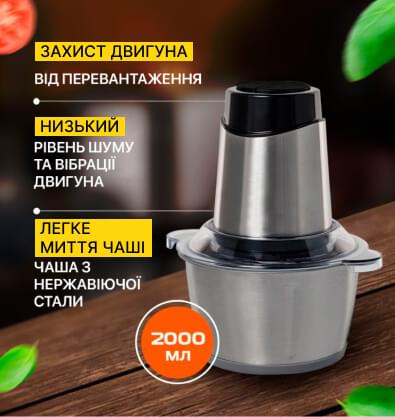 ЗАХИСТ ДВИГУНА
ВІД ПЕРЕВАНТАЖЕННЯ
НИЗЬКИЙ
РІВЕНЬ ШУМУ
ТА ВІБРАЦІЇ
ДВИГУНА
ЛЕГКЕ
МИТТЯ ЧАШІ
ЧАША З
НЕРЖАВІЮЧОЇ
СТАЛИ
2000
МЛ